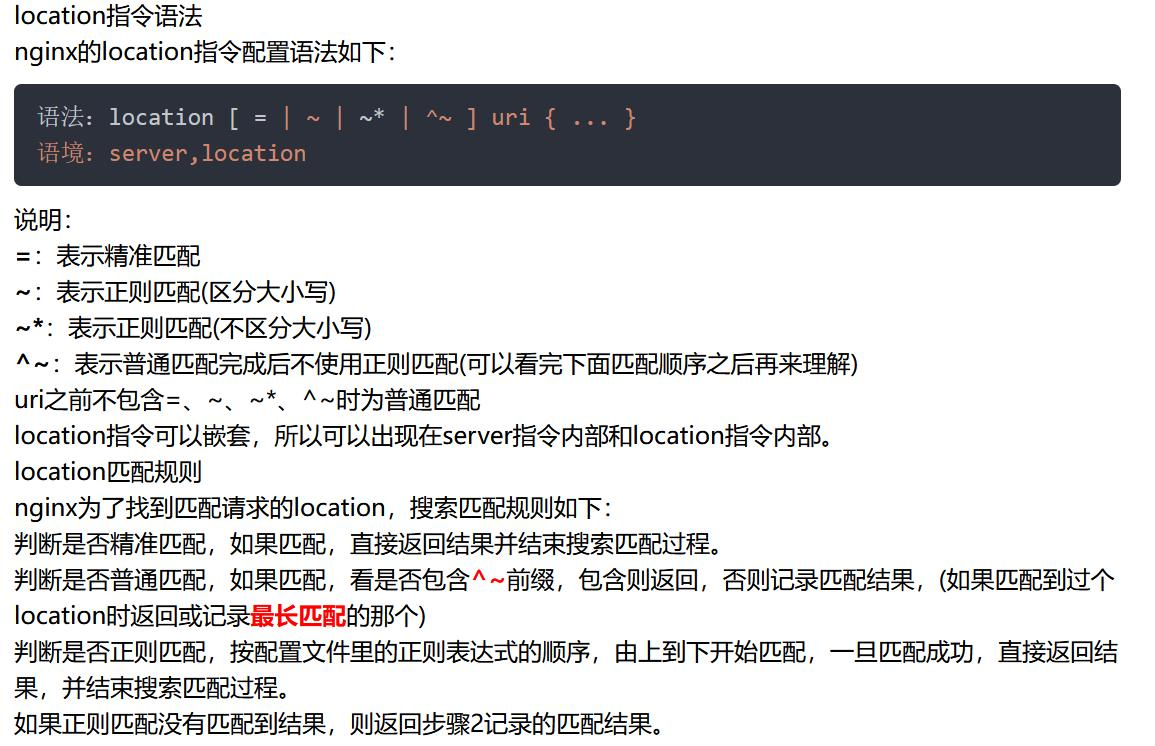 location指令语法
nginx的location指令配置语法如下：
语法：location [ = | ~ | ~* | ^~ ] uri { ... }
语境：server,location
说明：
=：表示精准匹配
~：表示正则匹配(区分大小写)
~*：表示正则匹配(不区分大小写)
^~：表示普通匹配完成后不使用正则匹配(可以看完下面匹配顺序之后再来理解)
uri之前不包含=、~、~*、^~时为普通匹配
location指令可以嵌套，所以可以出现在server指令内部和location指令内部。
location匹配规则
nginx为了找到匹配请求的location，搜索匹配规则如下：
判断是否精准匹配，如果匹配，直接返回结果并结束搜索匹配过程。
判断是否普通匹配，如果匹配，看是否包含^~前缀，包含则返回，否则记录匹配结果，(如果匹配到过个
location时返回或记录最长匹配的那个)
判断是否正则匹配，按配置文件里的正则表达式的顺序，由上到下开始匹配，一旦匹配成功，直接返回结
果，并结束搜索匹配过程。
如果正则匹配没有匹配到结果，则返回步骤2记录的匹配结果。